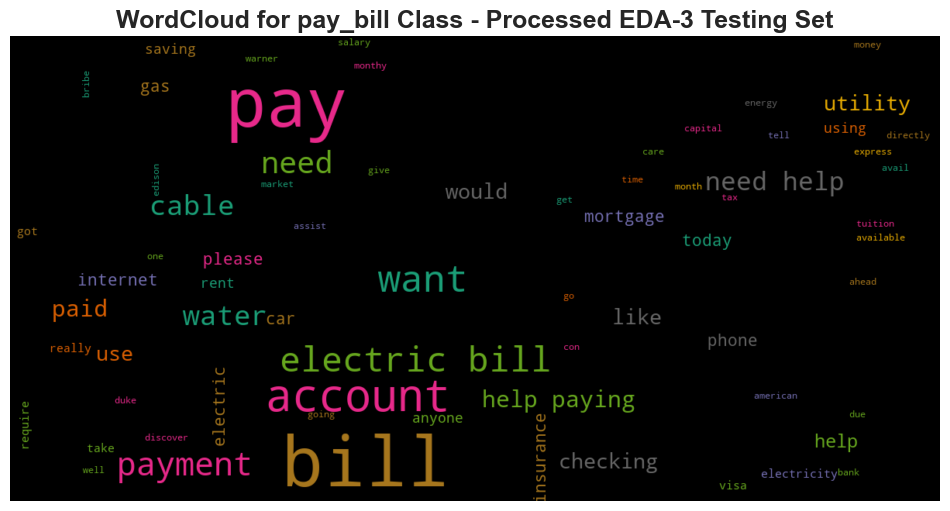 WordCloud for pay_bill Class - Processed EDA-3 Testing Set
salary
money
saving
warner
monthy
bribe
gas
pay
energy
utility
capital
using
tell
directly
need
care
express
give
avail
edison
market
time
month
need help
would
tax
get
cable
mortgage
assist
tuition
got
today
available
one
please
internet
rent
want
ahead
go
paid
water
car
like
phone
really
use
con
electric bill
account
help paying
american
duke
electric
going
anyone
due
require
discover
help
take
insurance
payment
bill
checking
well
electricity
bank
visa